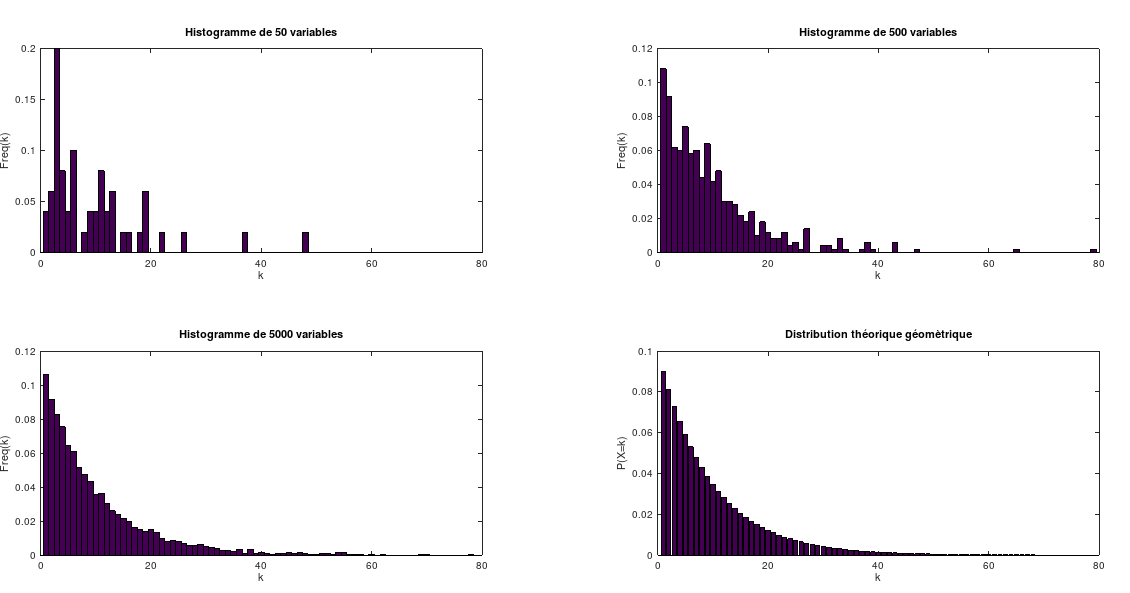 Histogramme de 50 variables
0.2
0.15
0.1
0.05
0
Freq(k)
0 20 40 60 80
k
Histogramme de 500 variables
0.12
0.1
0.08
0.06
0.04
0.02
0
Freq(k)
0 20 40 60 80
k
Histogramme de 5000 variables
0.12
0.1
0.08
0.06
0.04
0.02
0
Freq(k)
0 20 40 60 80
k
Distribution théorique géomètrique
0.1
0.08
0.06
0.04
0.02
0
P(X=k)
0 20 40 60 80
k